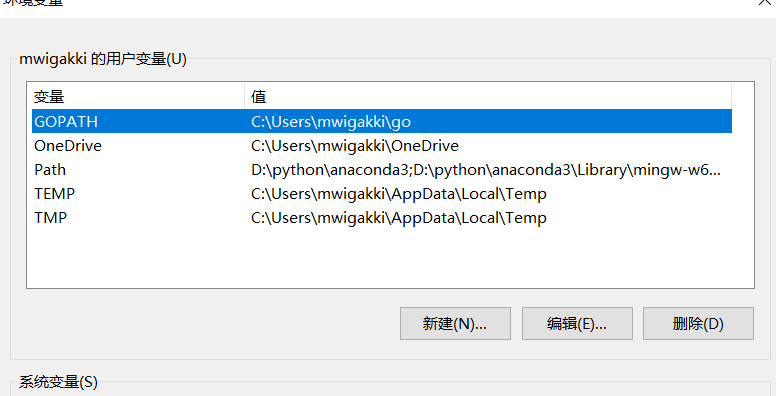 环境变量
mwigakki 的用户变量(U)
变量 值
GOPATH C:\Users\mwigakki\go
OneDrive C:\Users\mwigakki\OneDrive
Path D:\python\anaconda3;D:\python\anaconda3\Library\mingw-w6...
TEMP C:\Users\mwigakki\AppData\Local\Temp
TMP C:\Users\mwigakki\AppData\Local\Temp
新建(N)... 编辑(E)... 删除(D)
系统变量(S)